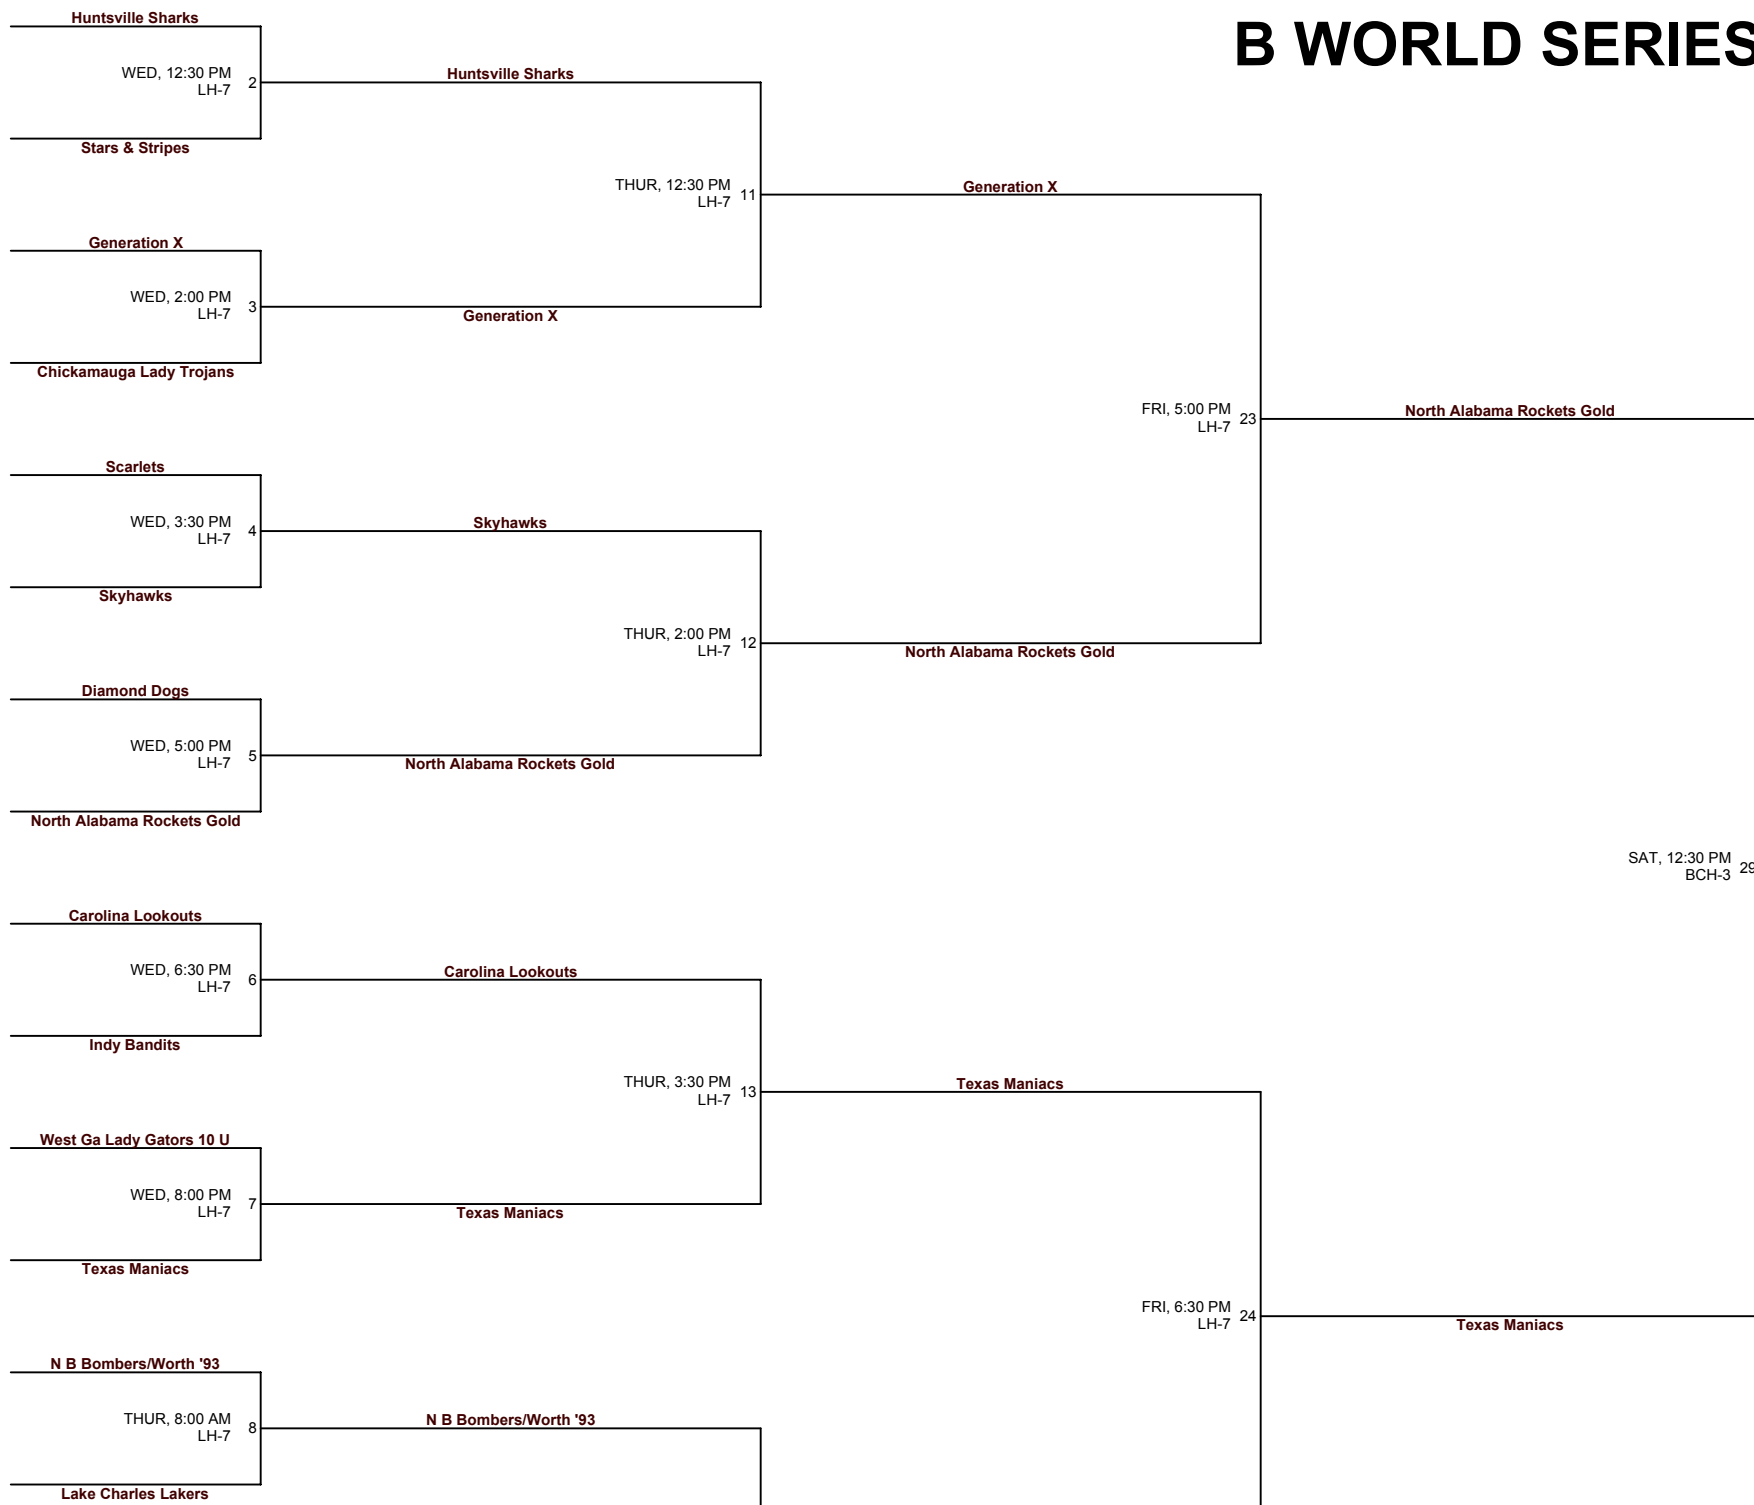 Huntsville Sharks
B WORLD SERIES
WED, 12:30 PM
LH-7
2
Huntsville Sharks
Stars & Stripes
THUR, 12:30 PM
LH-7
11
Generation X
Generation X
WED, 2:00 PM
LH-7
3
Generation X
Chickamauga Lady Trojans
FRI, 5:00 PM
LH-7
23
North Alabama Rockets Gold
Scarlets
WED, 3:30 PM
LH-7
4
Skyhawks
Skyhawks
THUR, 2:00 PM
LH-7
12
North Alabama Rockets Gold
Diamond Dogs
WED, 5:00 PM
LH-7
5
North Alabama Rockets Gold
North Alabama Rockets Gold
SAT, 12:30 PM
BCH-3
29
Carolina Lookouts
WED, 6:30 PM
LH-7
6
Carolina Lookouts
Indy Bandits
THUR, 3:30 PM
LH-7
13
Texas Maniacs
West Ga Lady Gators 10 U
WED, 8:00 PM
LH-7
7
Texas Maniacs
Texas Maniacs
FRI, 6:30 PM
LH-7
24
Texas Maniacs
N B Bombers/Worth '93
THUR, 8:00 AM
LH-7
8
N B Bombers/Worth '93
Lake Charles Lakers